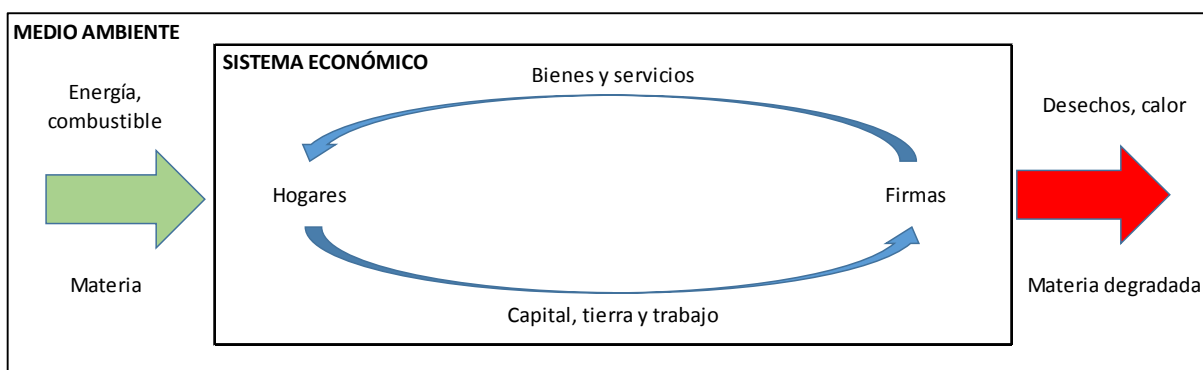 MEDIO AMBIENTE
SISTEMA ECONÓMICO
Bienes y servicios
Energía,
combustible
Desechos, calor
Hogares
Firmas
Materia
Materia degradada
Capital, tierra y trabajo